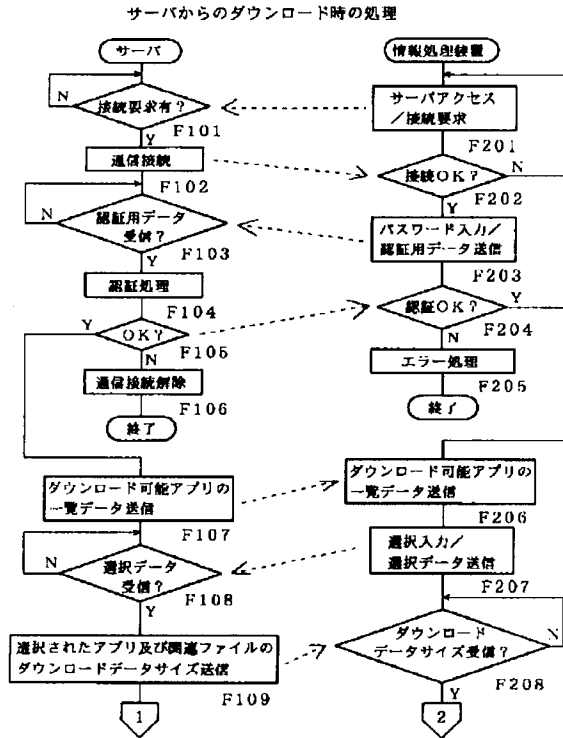 サーバからのダウンロード時の処理
サーバ
N
接続要求有？
F101
Y
通信接続
F102
N
認証用データ
受信？
F103
Y
認証処理
F104
Y
OK？
F105
N
通信接続解除
F106
終了
ダウンロード可能アプリの
一覧データ送信
F107
N
選択データ
受信？
F108
Y
選択されたアプリ及び関連ファイルの
ダウンロードデータサイズ送信
F109
1
情報処理装置
サーバアクセス
／接続要求
F201
接続OK？
N
F202
Y
パスワード入力／
認証用データ送信
F203
認証OK？
Y
F204
N
エラー処理
F205
終了
ダウンロード可能アプリの
一覧データ送信
F206
選択入力／
選択データ送信
F207
ダウンロード
データサイズ受信？
N
F208
Y
2